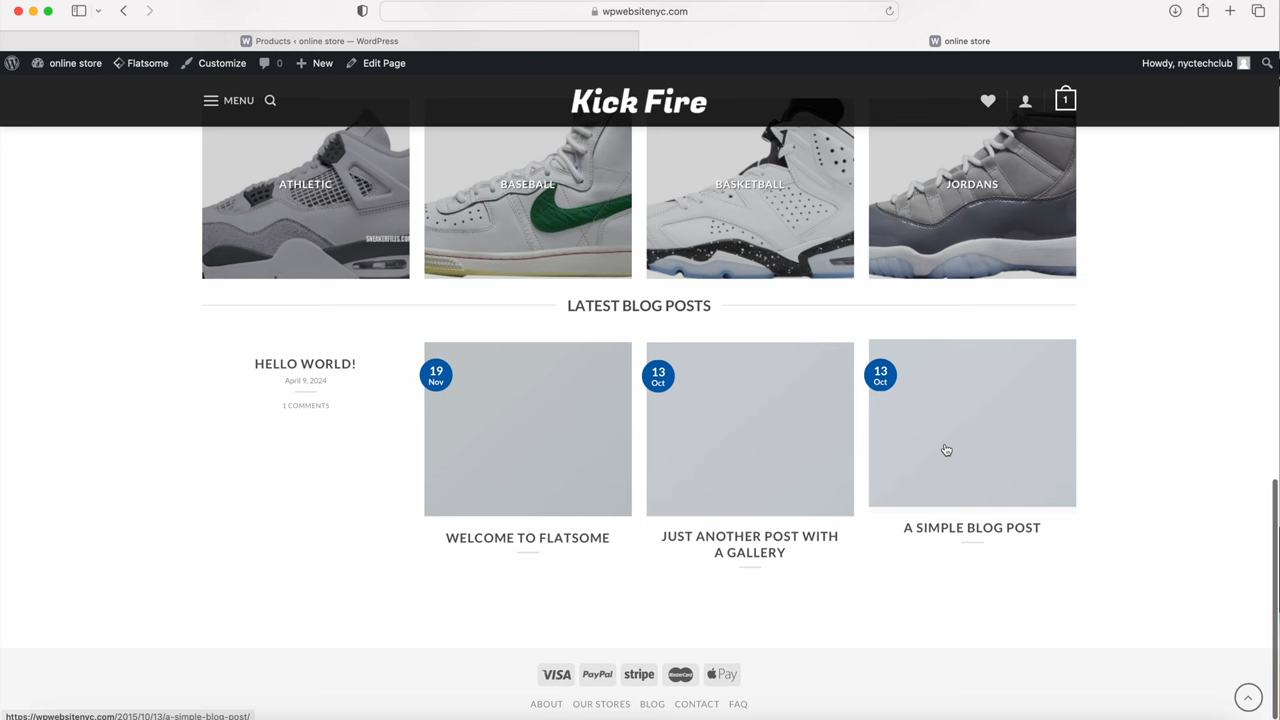 wpwebsitenyc.com
Products < online store — WordPress
online store
online store
Flatsome
Customize
0
New
Edit Page
Howdy, nyctechclub
MENU
Kick Fire
1
ATHLETIC
BASEBALL
BASKETBALL
JORDANS
SNEAKERFILES.COM
LATEST BLOG POSTS
HELLO WORLD!
April 9, 2024
1 COMMENTS
19
Nov
WELCOME TO FLATSOME
13
Oct
JUST ANOTHER POST WITH
A GALLERY
13
Oct
A SIMPLE BLOG POST
VISA
PayPal
stripe
MasterCard
Pay
ABOUT
OUR STORES
BLOG
CONTACT
FAQ
https://wpwebsitenyc.com/2015/10/13/a-simple-blog-post/